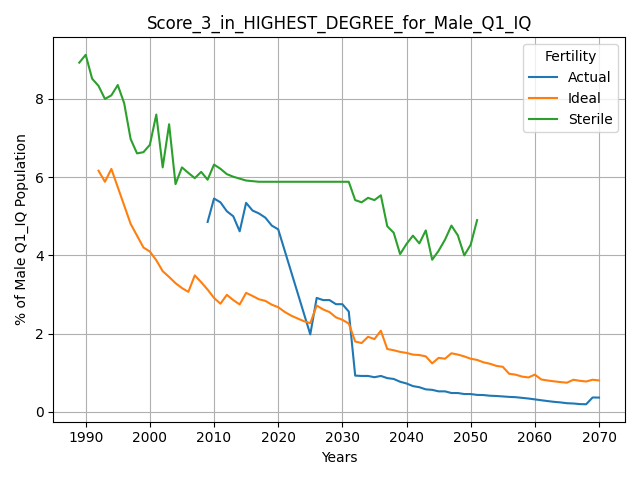 Score_3_in_HIGHEST_DEGREE_for_Male_Q1_IQ
Fertility
Actual
Ideal
Sterile
% of Male Q1_IQ Population
8
6
4
2
0
1990 2000 2010 2020 2030 2040 2050 2060 2070
Years